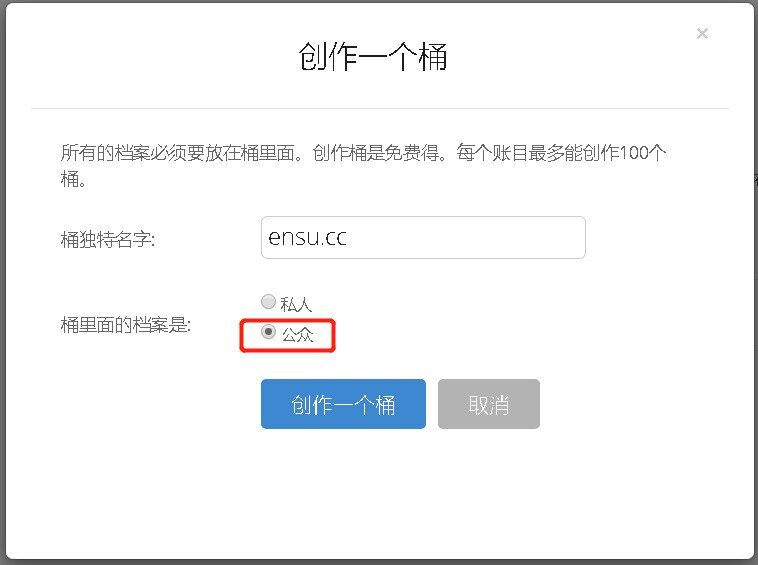 创作一个桶
所有的档案必须要放在桶里面。创作桶是免费得。每个账目最多能创作100个
桶。
桶独特名字:
ensu.cc
桶里面的档案是:
私人
公众
创作一个桶
取消